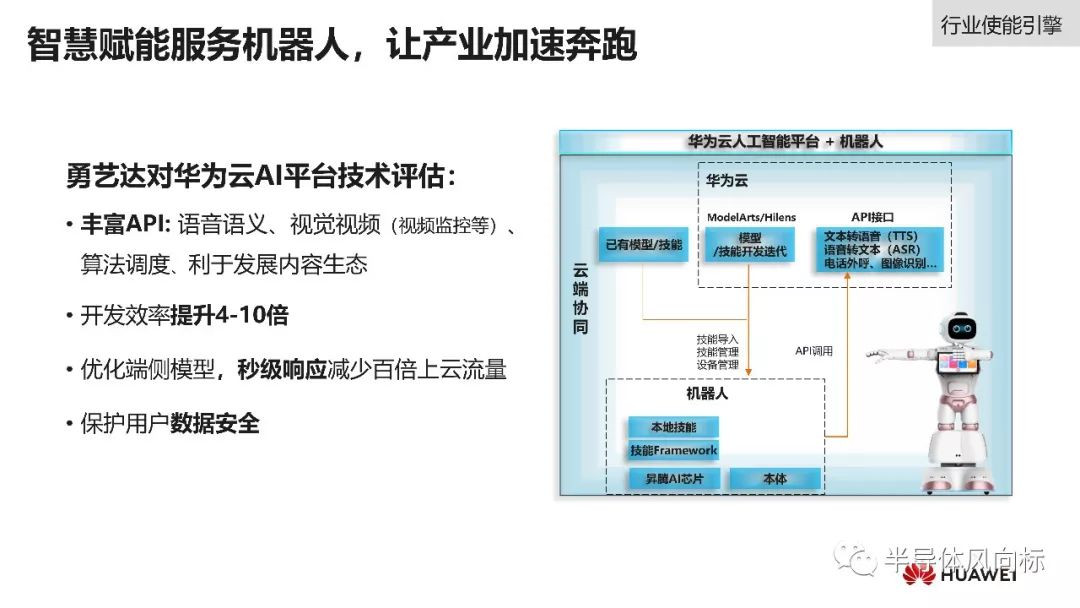 智慧赋能服务机器人，让产业加速奔跑
行业使能引擎
勇艺达对华为云AI平台技术评估：
• 丰富API: 语音语义、视觉视频（视频监控等）、
算法调度、利于发展内容生态
• 开发效率提升4-10倍
• 优化端侧模型，秒级响应减少百倍上云流量
• 保护用户数据安全
华为云人工智能平台 + 机器人
华为云
ModelArts/Hilens
API接口
已有模型/技能
模型
/技能开发迭代
文本转语音（TTS）
语音转文本（ASR）
电话外呼、图像识别...
云端协同
技能导入
技能管理
设备管理
API调用
机器人
本地技能
技能Framework
昇腾AI芯片
本体
半导体风向标
HUAWEI